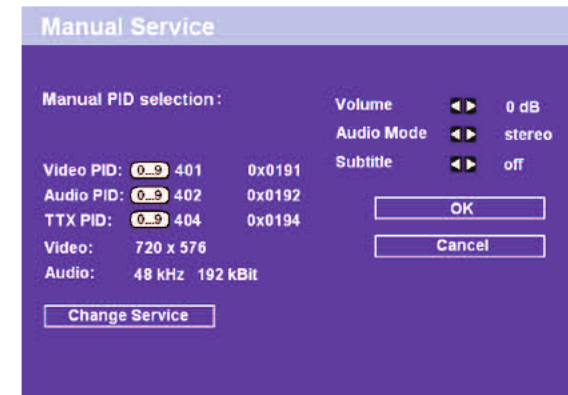 Manual Service
Manual PID selection:
Volume 0 dB
Audio Mode stereo
Subtitle off
Video PID: 0...9 401 0x0191
Audio PID: 0...9 402 0x0192
TTX PID: 0...9 404 0x0194
Video: 720 x 576
Audio: 48 kHz 192 kBit
OK
Cancel
Change Service